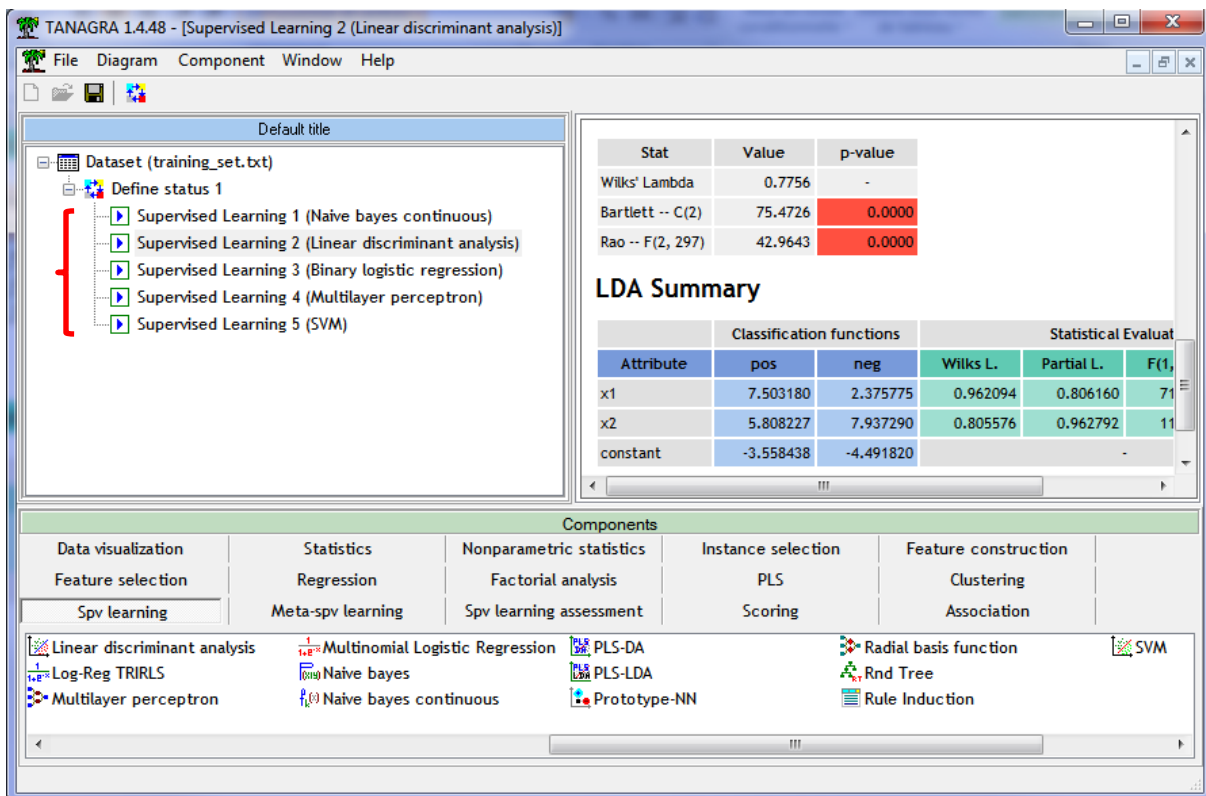 TANAGRA 1.4.48 - [Supervised Learning 2 (Linear discriminant analysis)]
File Diagram Component Window Help
Default title
Dataset (training_set.txt)
Define status 1
Supervised Learning 1 (Naive bayes continuous)
Supervised Learning 2 (Linear discriminant analysis)
Supervised Learning 3 (Binary logistic regression)
Supervised Learning 4 (Multilayer perceptron)
Supervised Learning 5 (SVM)
Stat Value p-value
Wilks' Lambda 0.7756 -
Bartlett -- C(2) 75.4726 0.0000
Rao -- F(2, 297) 42.9643 0.0000
LDA Summary
Classification functions Statistical Evaluat
Attribute pos neg Wilks L. Partial L. F(1,
x1 7.503180 2.375775 0.962094 0.806160 71
x2 5.808227 7.937290 0.805576 0.962792 11
constant -3.558438 -4.491820 -
Components
Data visualization Statistics Nonparametric statistics Instance selection Feature construction
Feature selection Regression Factorial analysis PLS Clustering
Spv learning Meta-spv learning Spv learning assessment Scoring Association
Linear discriminant analysis Multinomial Logistic Regression PLS-DA Radial basis function SVM
Log-Reg TRIRLS Naive bayes PLS-LDA Rnd Tree
Multilayer perceptron Naive bayes continuous Prototype-NN Rule Induction